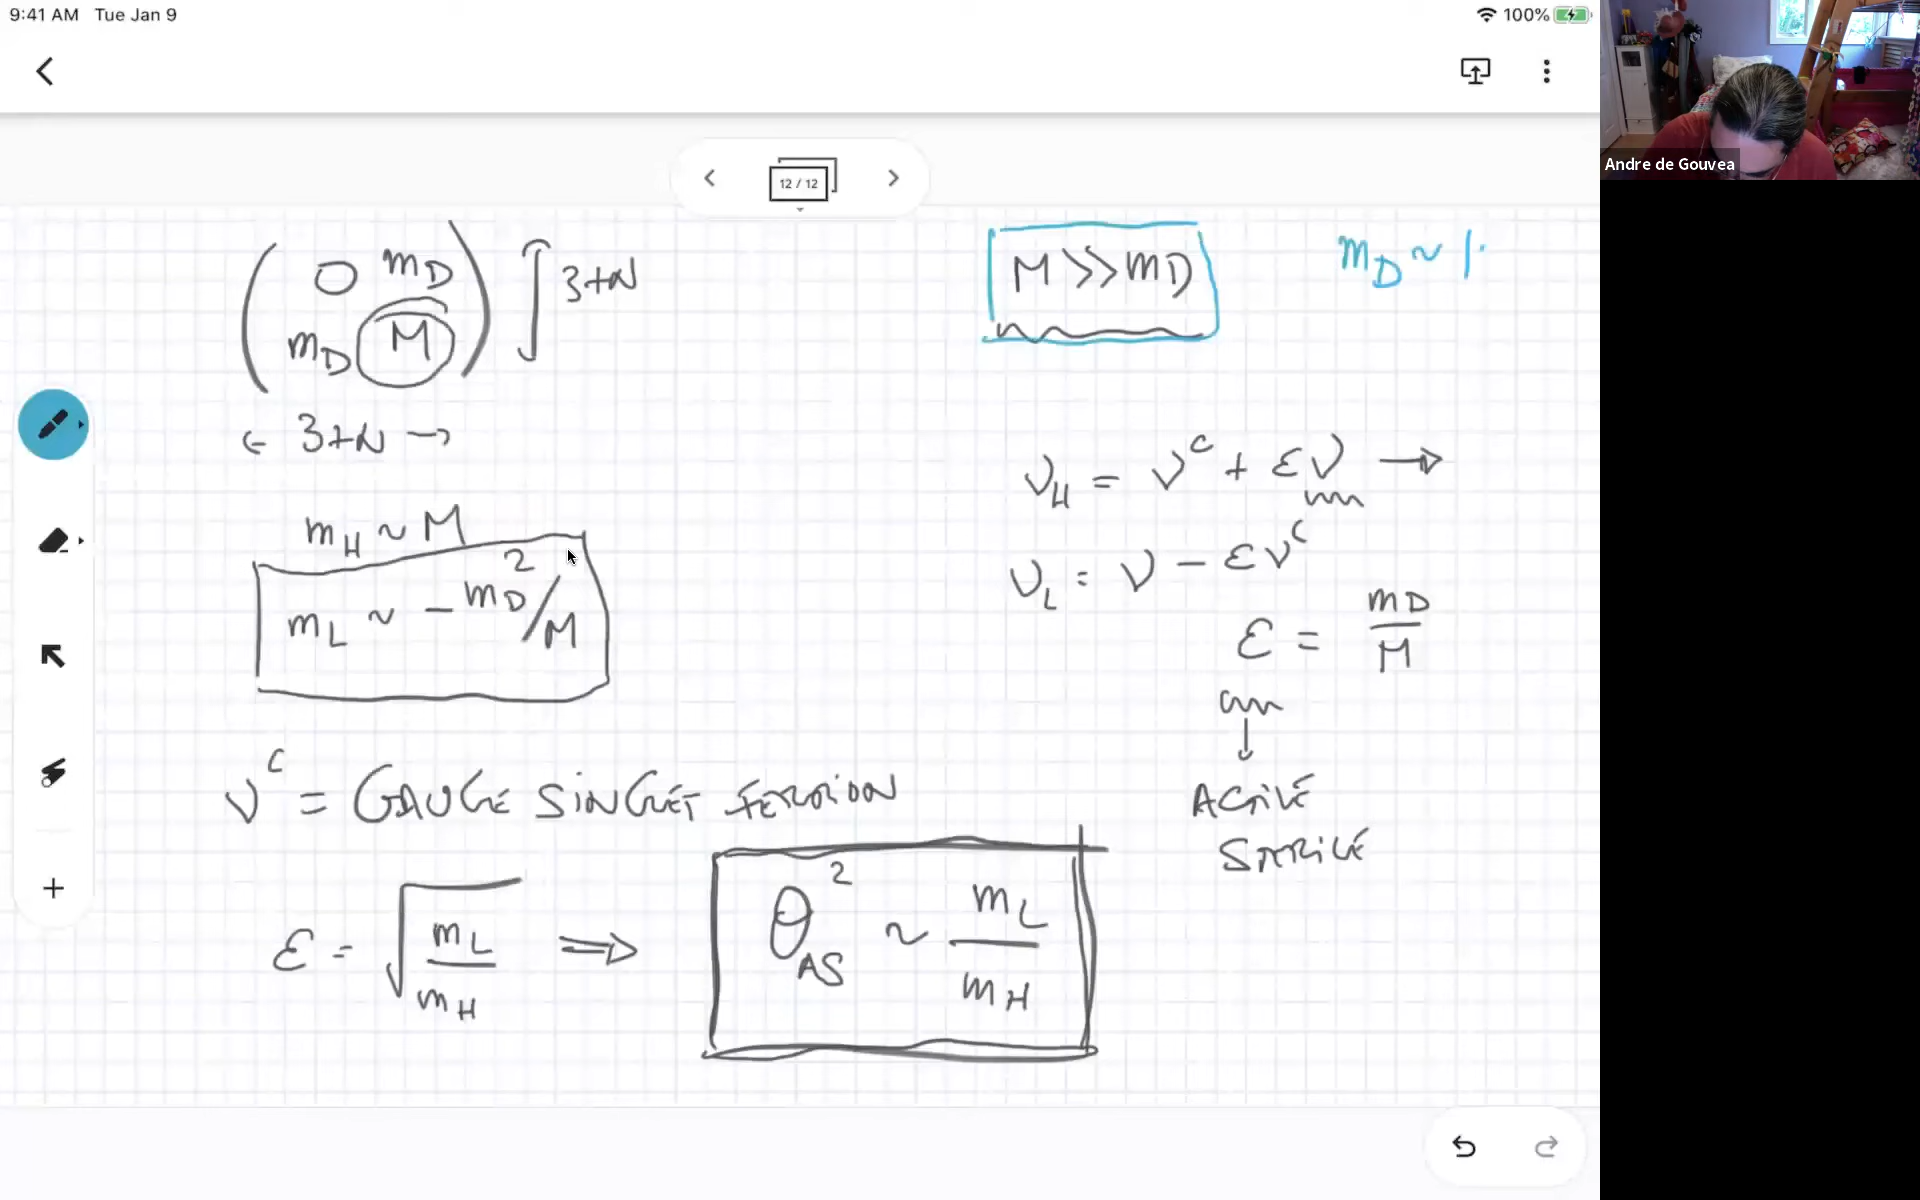 9:41 AM Tue Jan 9
100%
Andre de Gouvea
12 / 12
( 0 m_D
m_D M ) ] 3+N
← 3+N →
M >> m_D
m_D ~ 1.
m_H ~ M
m_L ~ - m_D^2 / M
ν_H = ν^c + εν →
ν_L = ν - εν^c
ε = m_D / M
↓
ACTIVE
STERILE
ν^c = GAUGE SINGLET FERMION
ε = √(m_L / m_H) ⟹ θ_AS^2 ~ m_L / m_H